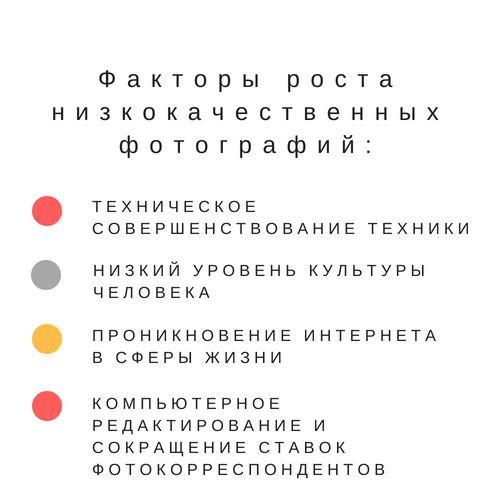 Факторы роста
низкокачественных
фотографий:
ТЕХНИЧЕСКОЕ
СОВЕРШЕНСТВОВАНИЕ ТЕХНИКИ
НИЗКИЙ УРОВЕНЬ КУЛЬТУРЫ
ЧЕЛОВЕКА
ПРОНИКНОВЕНИЕ ИНТЕРНЕТА
В СФЕРЫ ЖИЗНИ
КОМПЬЮТЕРНОЕ
РЕДАКТИРОВАНИЕ И
СОКРАЩЕНИЕ СТАВОК
ФОТОКОРРЕСПОНДЕНТОВ